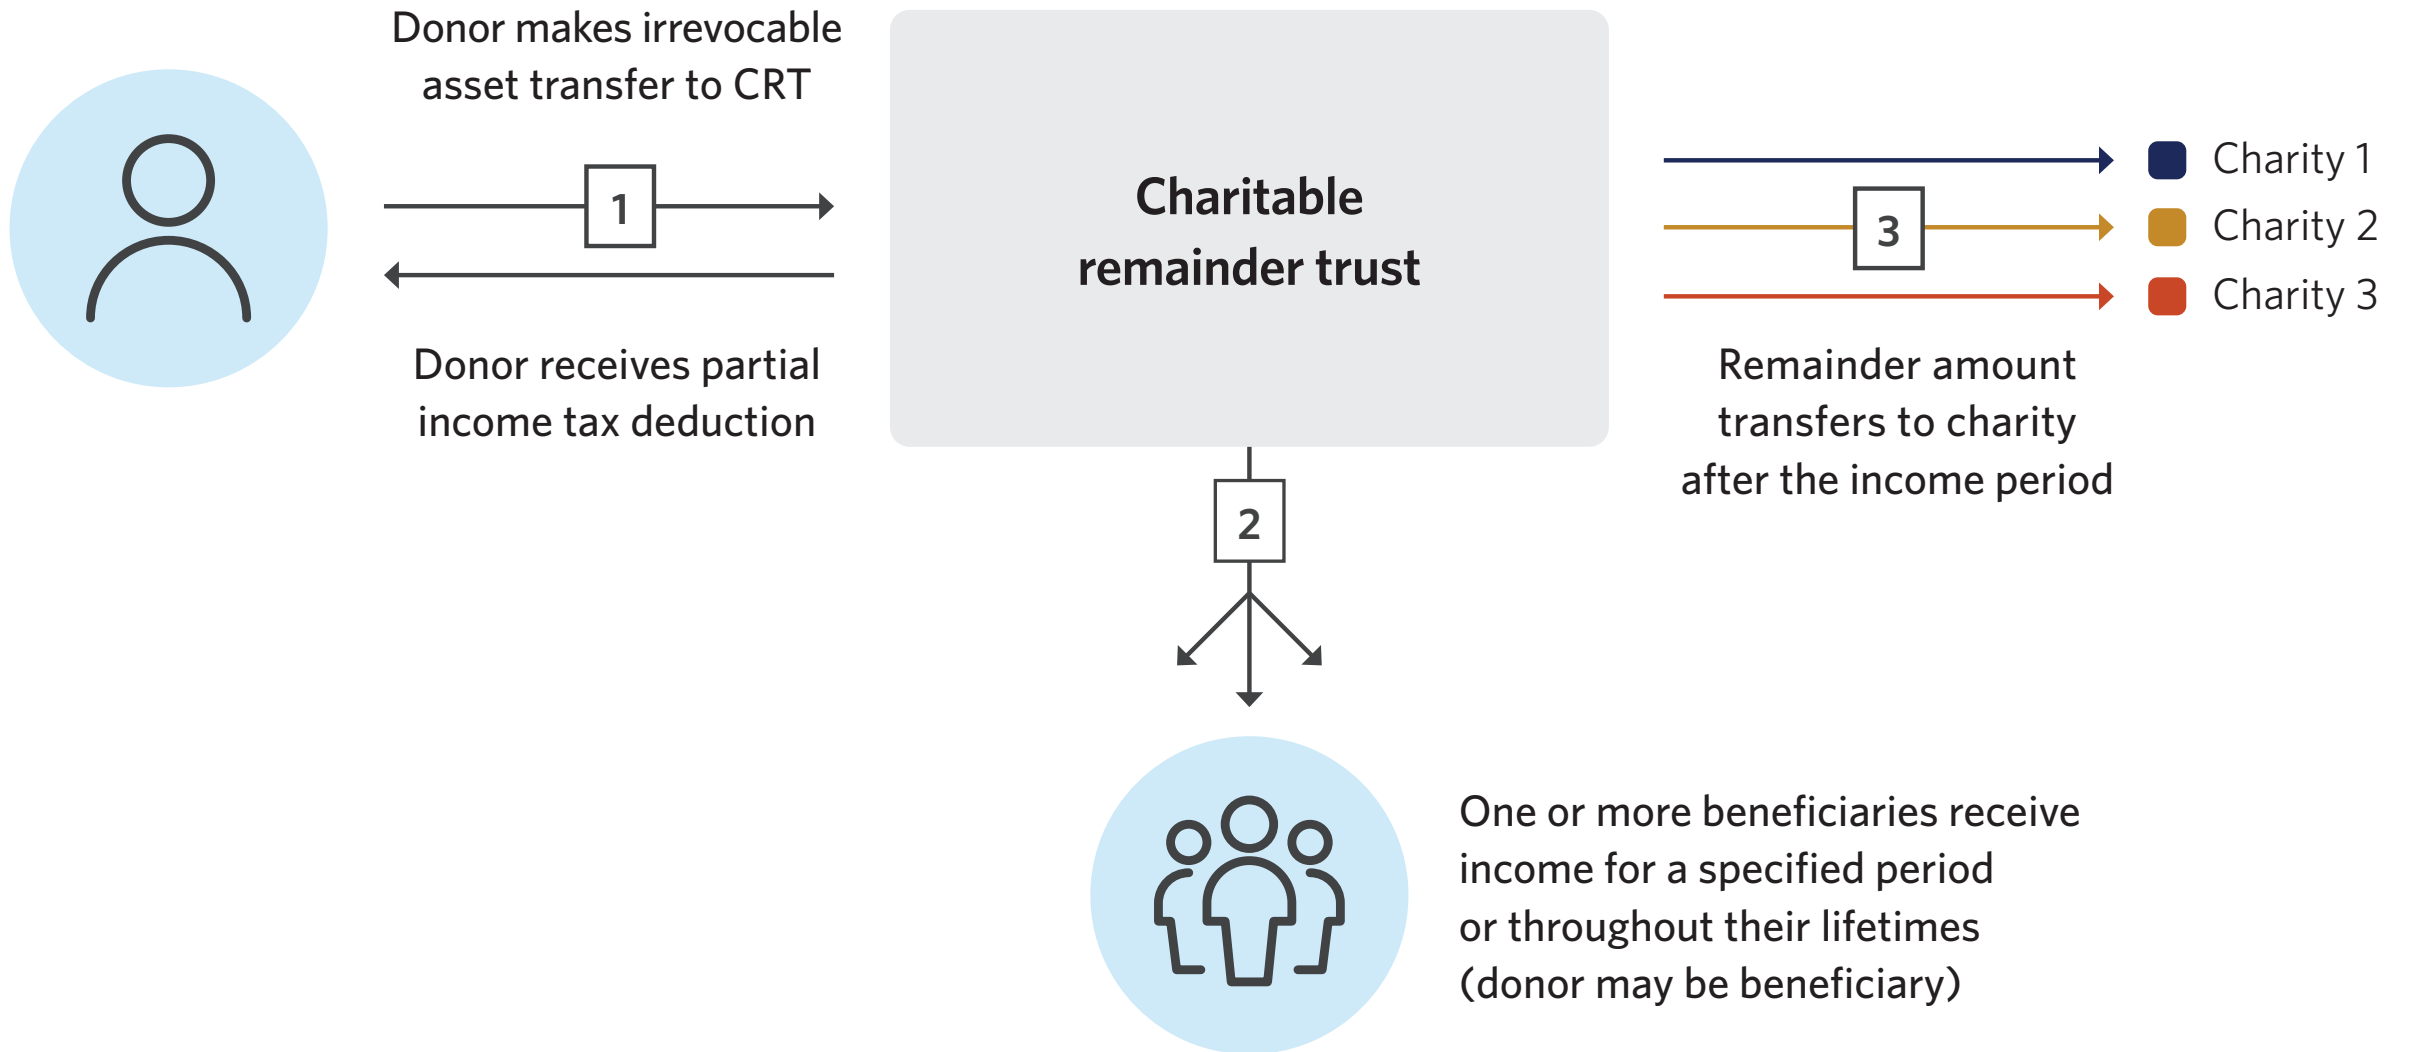 Donor makes irrevocable
asset transfer to CRT
1
Donor receives partial
income tax deduction
Charitable
remainder trust
2
One or more beneficiaries receive
income for a specified period
or throughout their lifetimes
(donor may be beneficiary)
3
Charity 1
Charity 2
Charity 3
Remainder amount
transfers to charity
after the income period